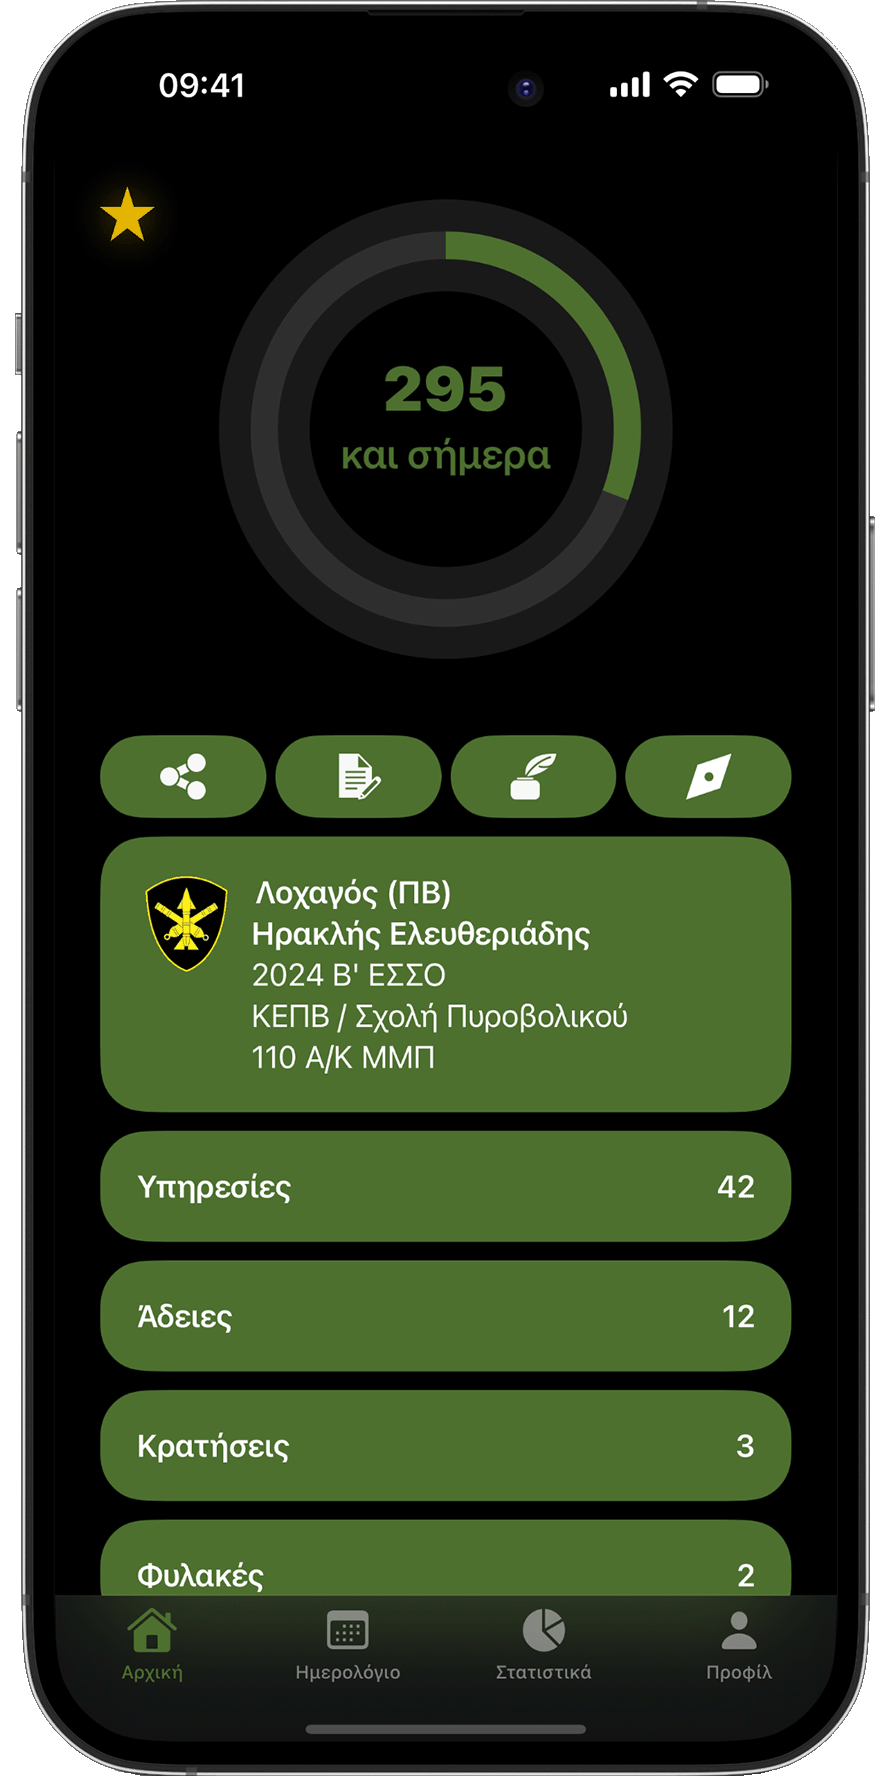 09:41
295
και σήμερα
Λοχαγός (ΠΒ)
Ηρακλής Ελευθεριάδης
2024 Β' ΕΣΣΟ
ΚΕΠΒ / Σχολή Πυροβολικού
110 Α/Κ ΜΜΠ
Υπηρεσίες 42
Άδειες 12
Κρατήσεις 3
Φυλακές 2
Αρχική Ημερολόγιο Στατιστικά Προφίλ